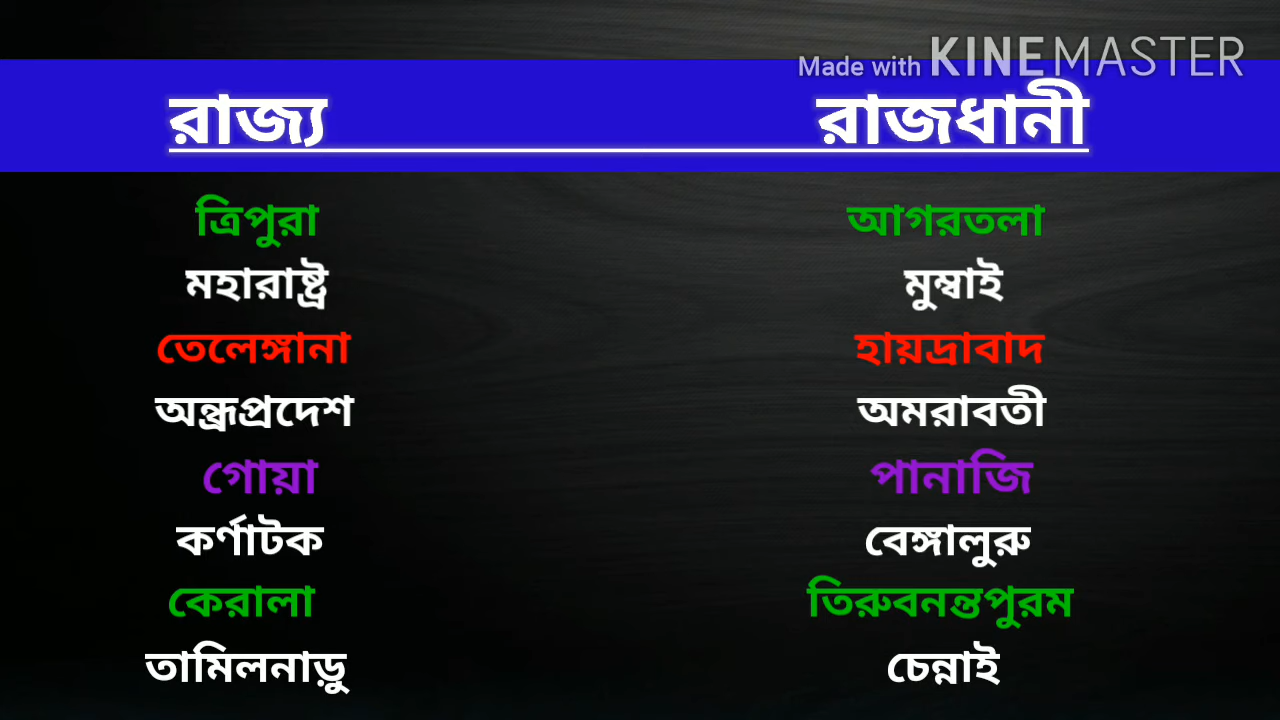 Made with KINEMASTER
রাজ্য রাজধানী
ত্রিপুরা আগরতলা
মহারাষ্ট্র মুম্বাই
তেলেঙ্গানা হায়দ্রাবাদ
অন্ধ্রপ্রদেশ অমরাবতী
গোয়া পানাজি
কর্ণাটক বেঙ্গালুরু
কেরালা তিরুবনন্তপুরম
তামিলনাড়ু চেন্নাই